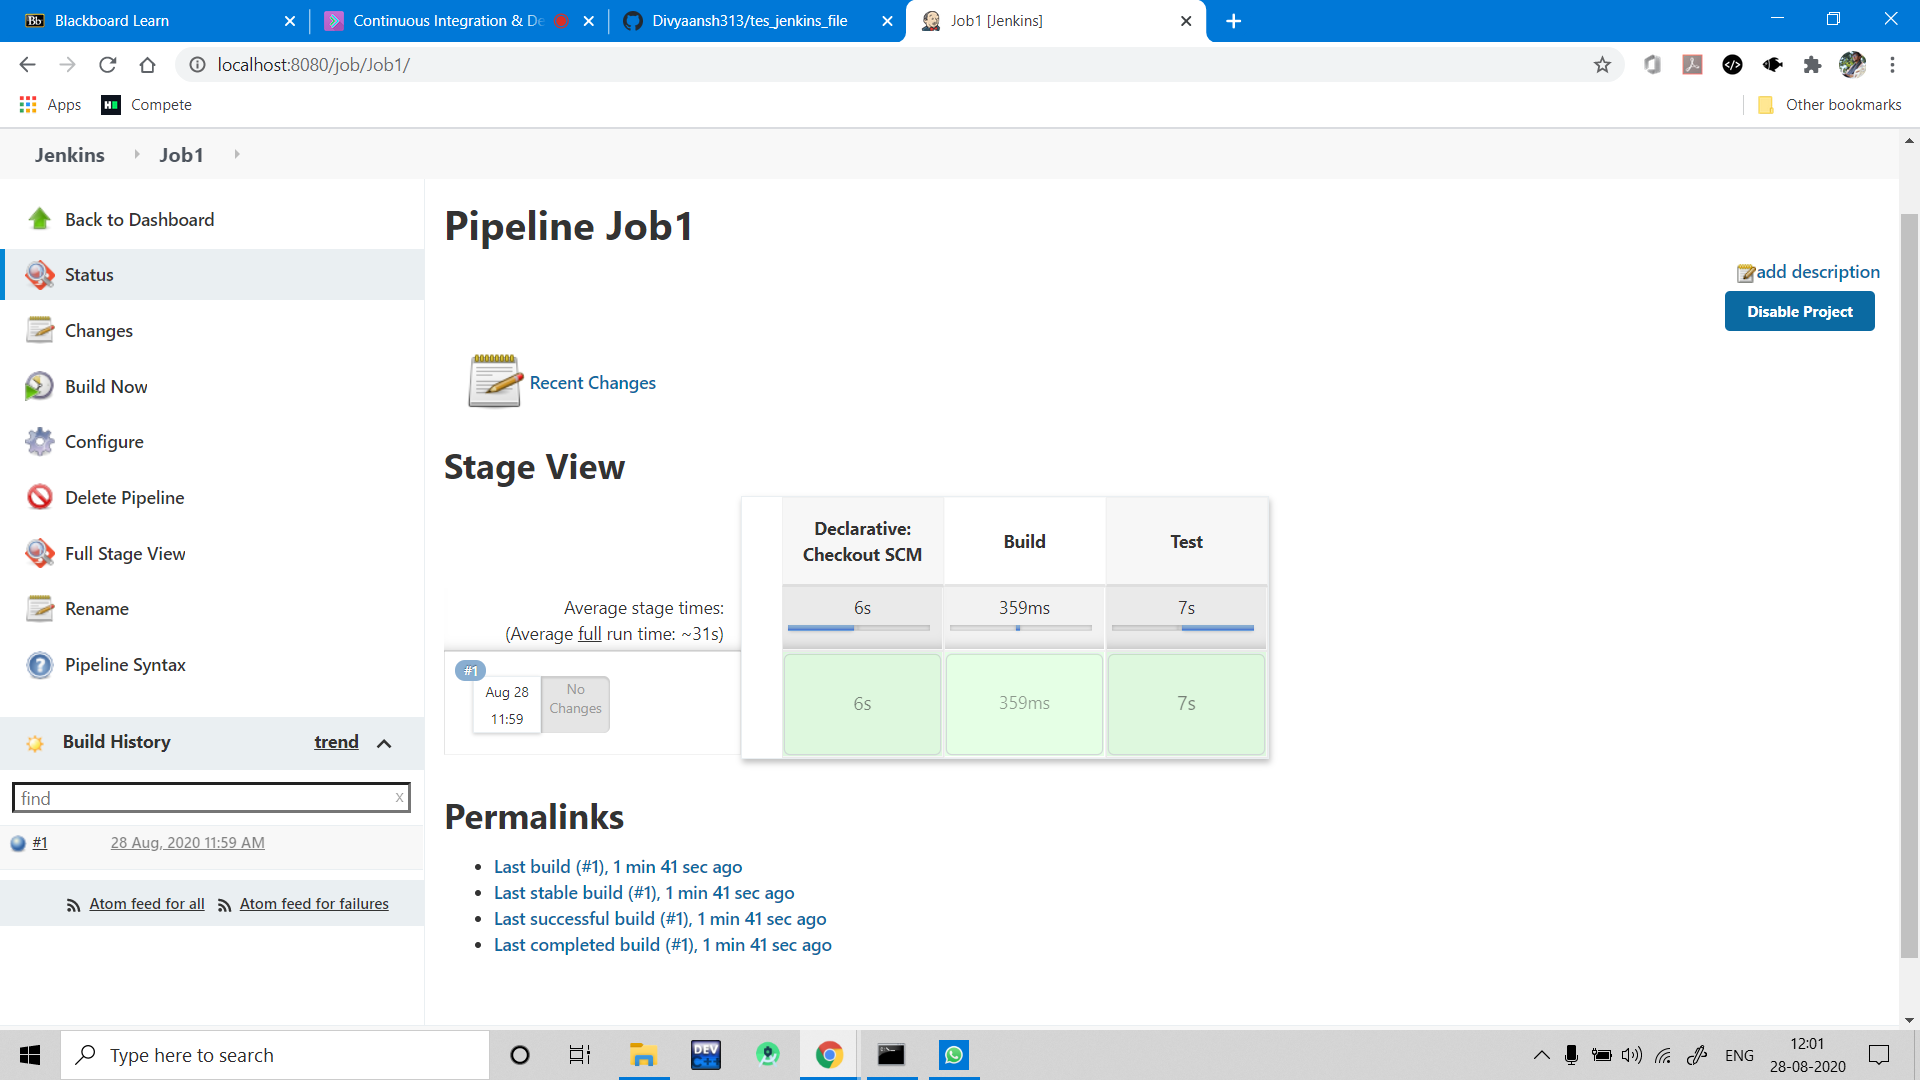 Blackboard Learn
Continuous Integration & De
Divyaansh313/tes_jenkins_file
Job1 [Jenkins]
localhost:8080/job/Job1/
Apps
Compete
Other bookmarks
Jenkins
Job1
Back to Dashboard
Status
Changes
Build Now
Configure
Delete Pipeline
Full Stage View
Rename
Pipeline Syntax
Build History
trend
find
x
#1
28 Aug, 2020 11:59 AM
Atom feed for all
Atom feed for failures
Pipeline Job1
add description
Disable Project
Recent Changes
Stage View
Declarative:
Checkout SCM
Build
Test
Average stage times:
(Average full run time: ~31s)
6s
359ms
7s
#1
Aug 28
11:59
No
Changes
6s
359ms
7s
Permalinks
Last build (#1), 1 min 41 sec ago
Last stable build (#1), 1 min 41 sec ago
Last successful build (#1), 1 min 41 sec ago
Last completed build (#1), 1 min 41 sec ago
Type here to search
DEV
C++
ENG
12:01
28-08-2020